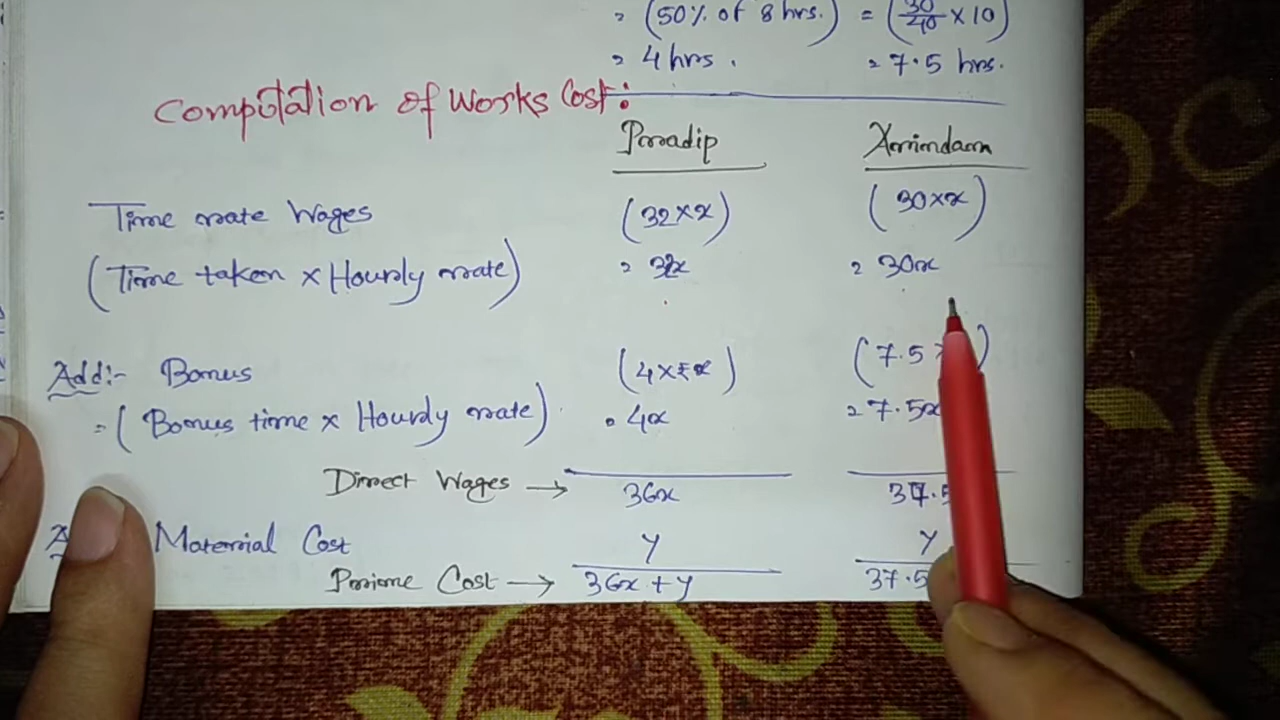 = (50% of 8 hrs.) = (30/40 × 10)
= 4 hrs. = 7.5 hrs.
Computation of Works Cost:
Pradip Arindam
Time rate Wages (32×x) (30×x)
(Time taken × Hourly rate) = 32x = 30x
Add:- Bonus (4×x) (7.5
= (Bonus time × Hourly rate) = 4x = 7.5x
Direct Wages → 36x 37.5
Material Cost y y
Prime Cost → 36x + y 37.5